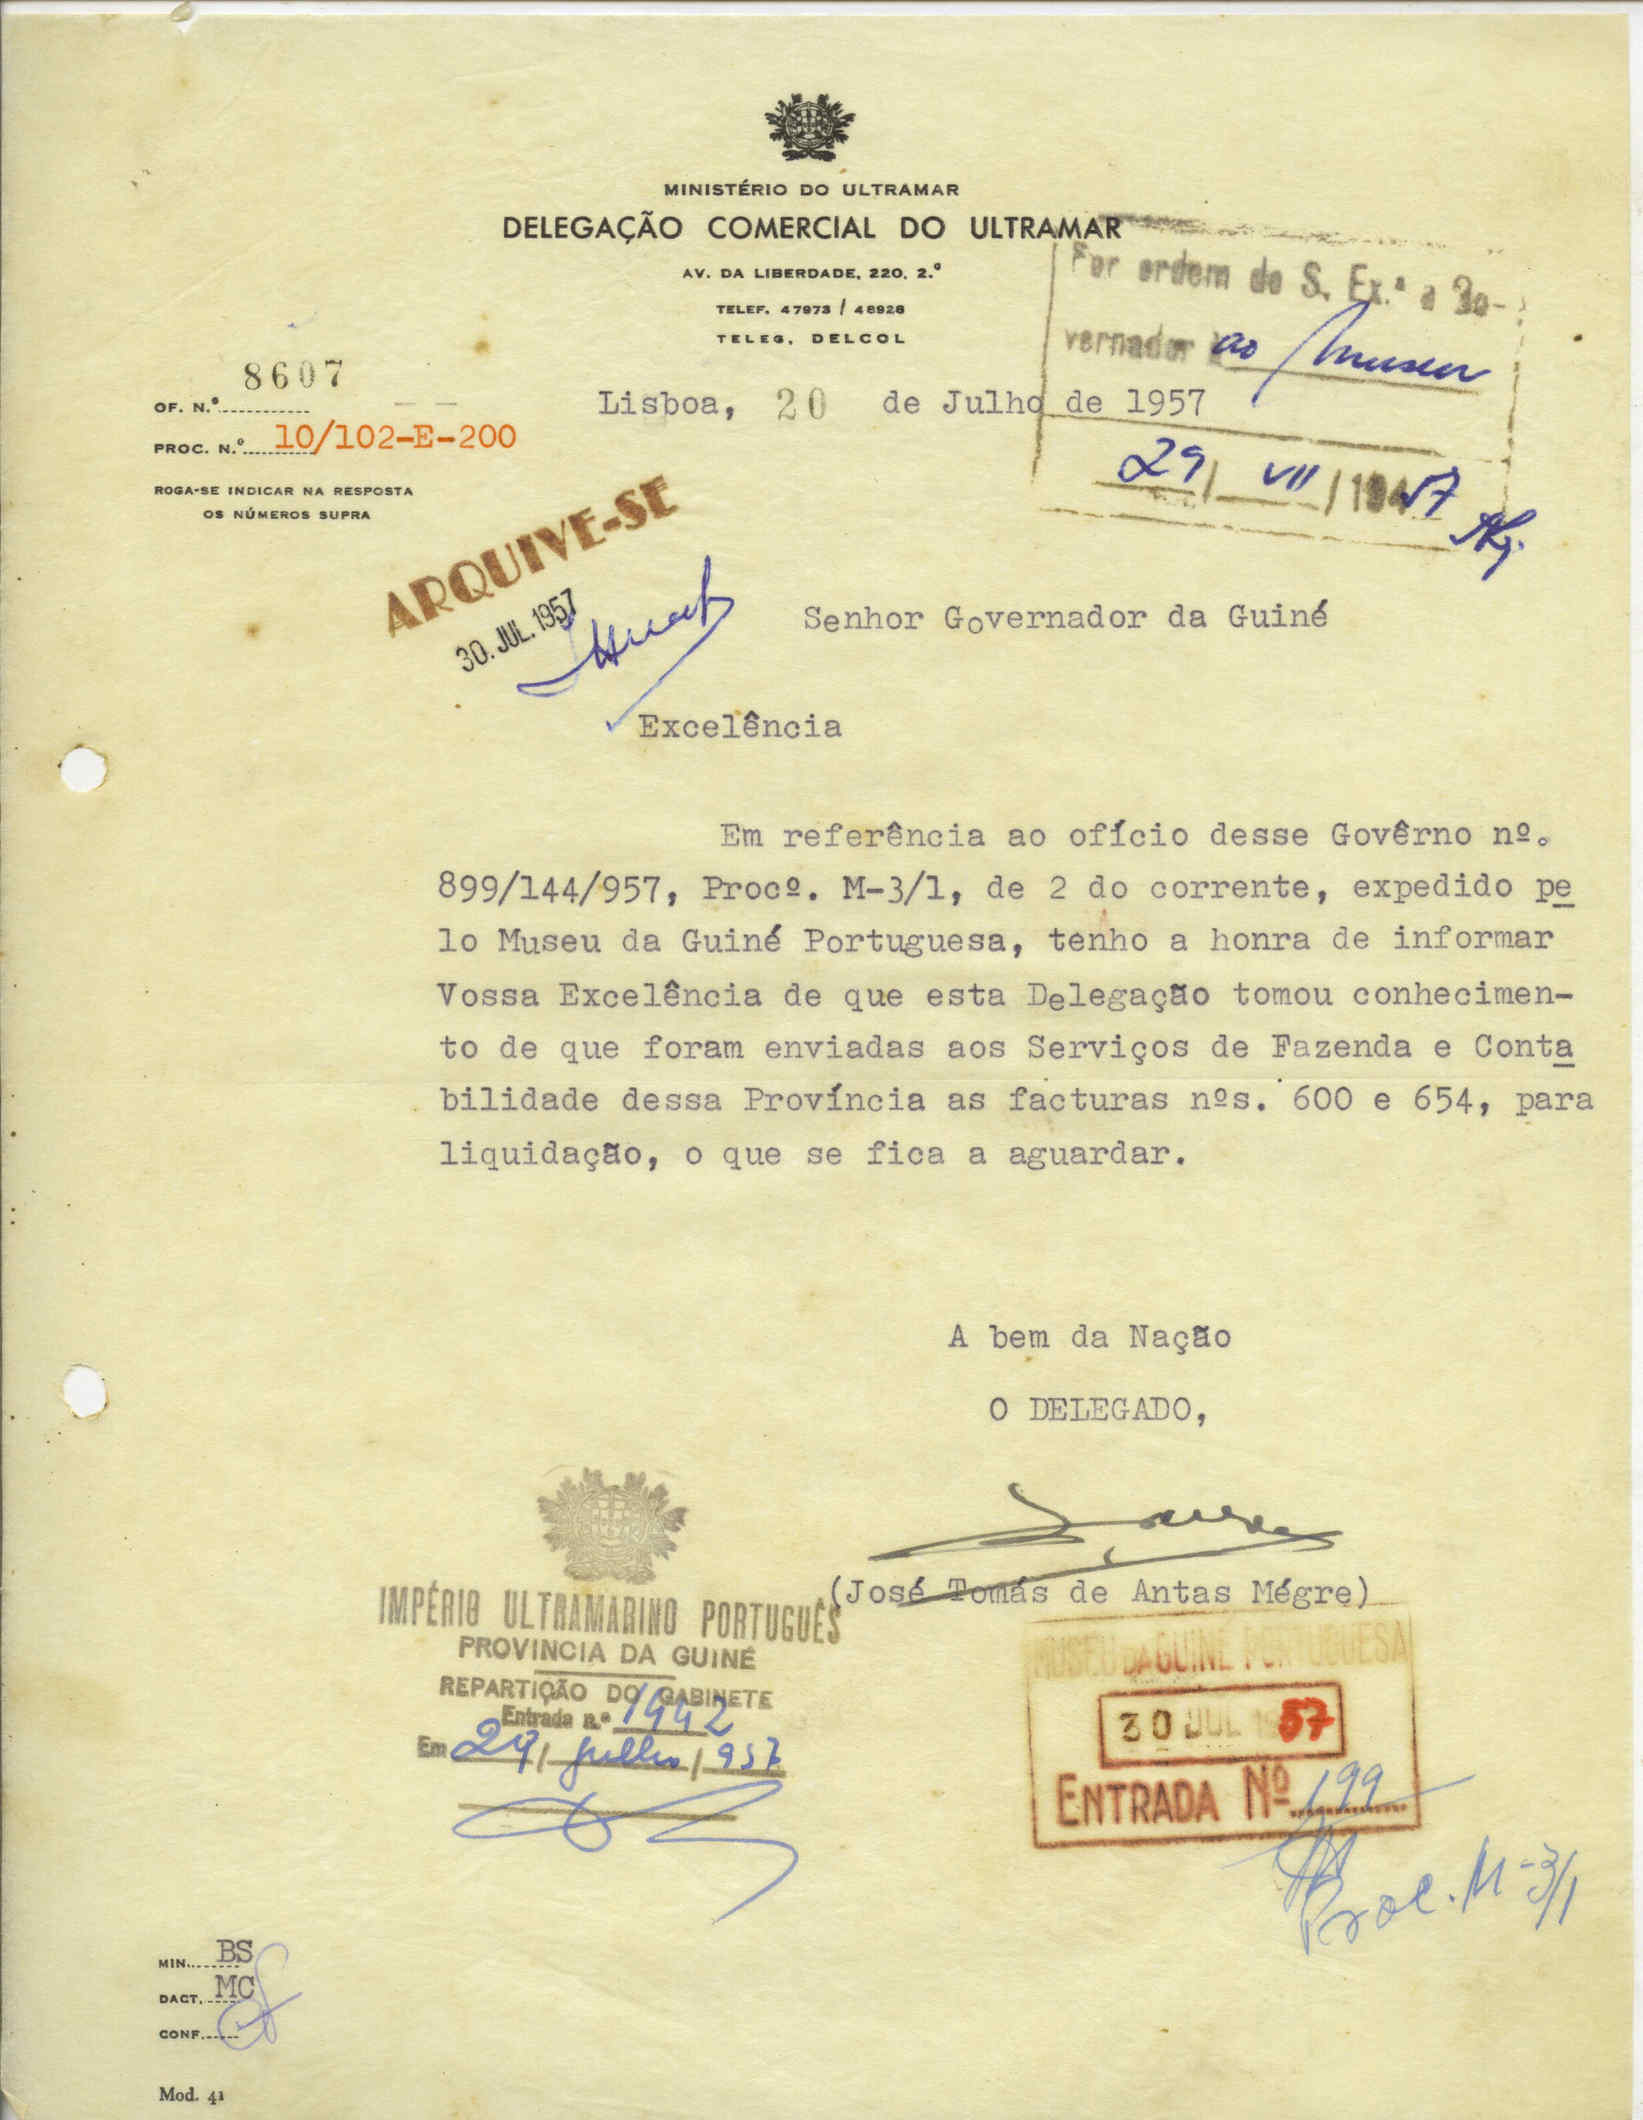 MINISTÉRIO DO ULTRAMAR
DELEGAÇÃO COMERCIAL DO ULTRAMAR
AV. DA LIBERDADE, 220, 2.º
TELEF. 47973 / 48928
TELEG. DELCOL
Por ordem de S. Ex.ª o Go-
vernador ao Museu
29 / VII / 1957
OF. N.º 8607
PROC. N.º 10/102-E-200
ROGA-SE INDICAR NA RESPOSTA
OS NÚMEROS SUPRA
Lisboa, 20 de Julho de 1957
ARQUIVE-SE
30. JUL. 1957
Senhor Governador da Guiné
Excelência
Em referência ao ofício desse Govêrno nº.
899/144/957, Procº. M-3/1, de 2 do corrente, expedido pe
lo Museu da Guiné Portuguesa, tenho a honra de informar
Vossa Excelência de que esta Delegação tomou conhecimen-
to de que foram enviadas aos Serviços de Fazenda e Conta
bilidade dessa Província as facturas nºs. 600 e 654, para
liquidação, o que se fica a aguardar.
A bem da Nação
O DELEGADO,
(José Tomás de Antas Mégre)
IMPÉRIO ULTRAMARINO PORTUGUÊS
PROVINCIA DA GUINÉ
REPARTIÇÃO DO GABINETE
Entrada n.º 1442
Em 29 / Julho / 957
MUSEU DA GUINÉ PORTUGUESA
30 JUL 1957
ENTRADA Nº 199
Proc. M-3/1
MIN. BS
DACT. MC
CONF.
Mod. 41